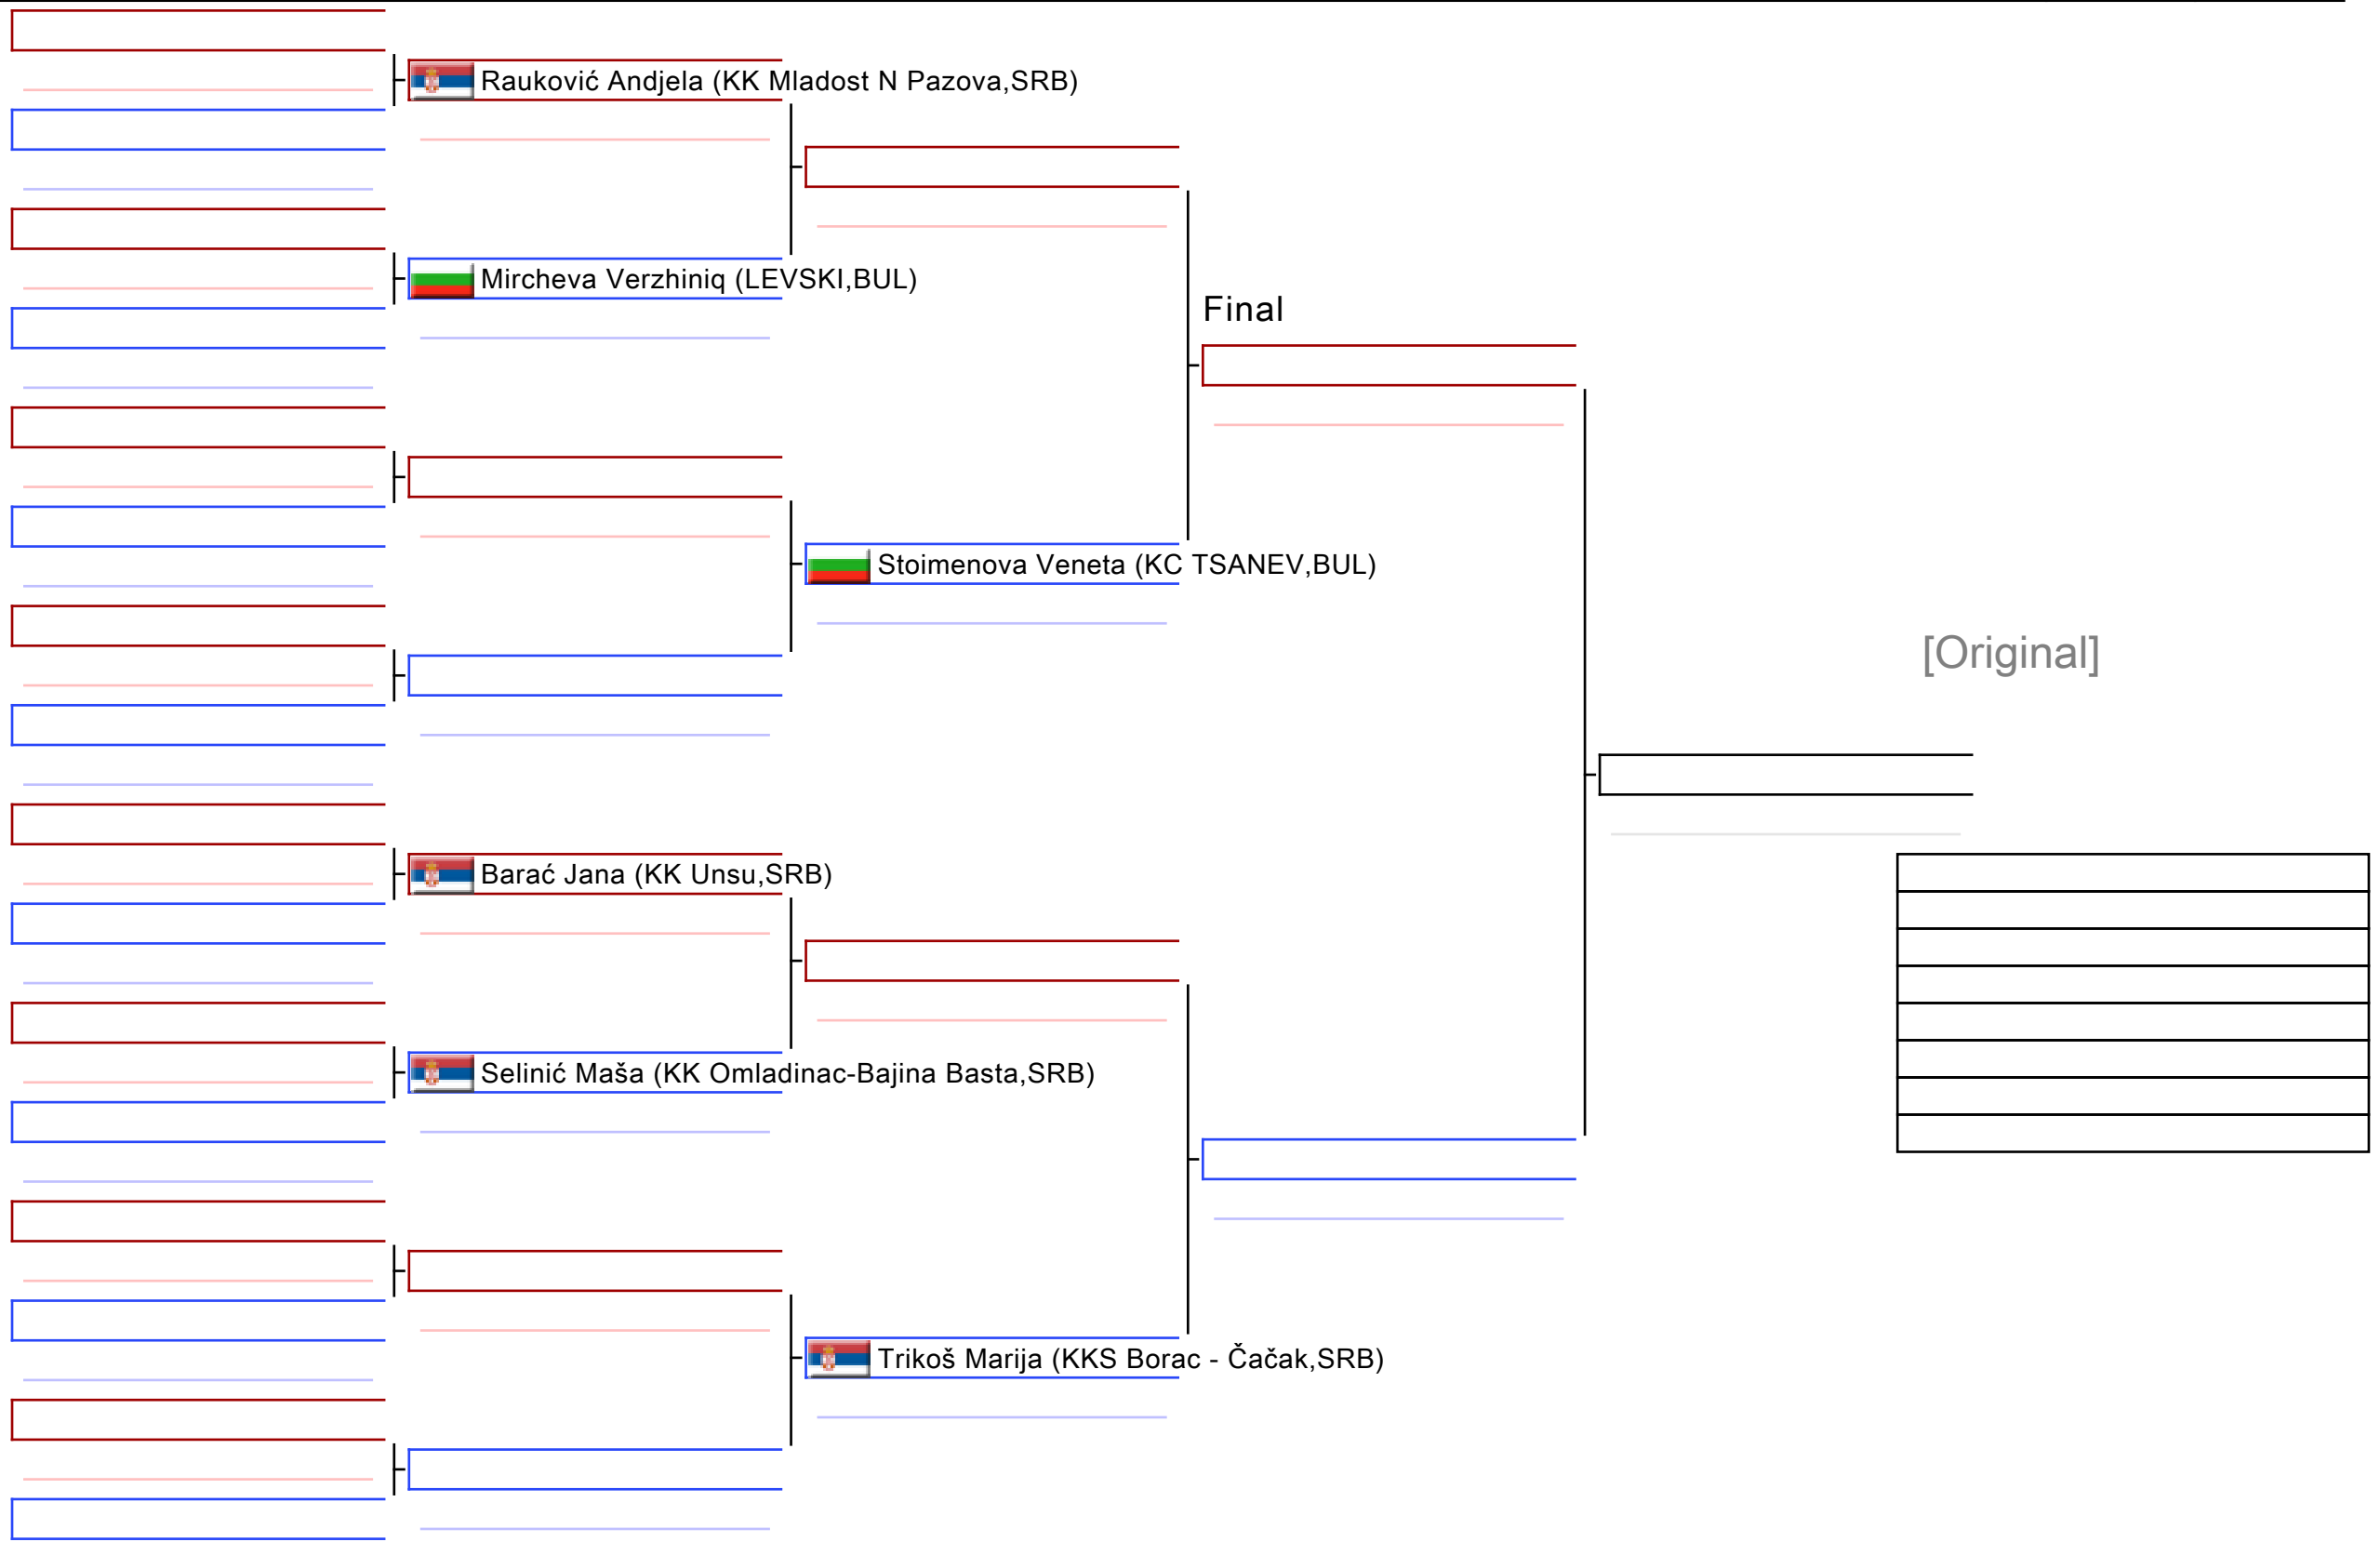 Rauković Andjela (KK Mladost N Pazova,SRB)
Mircheva Verzhiniq (LEVSKI,BUL)
Final
Stoimenova Veneta (KC TSANEV,BUL)
[Original]
Barać Jana (KK Unsu,SRB)
Selinić Maša (KK Omladinac-Bajina Basta,SRB)
Trikoš Marija (KKS Borac - Čačak,SRB)